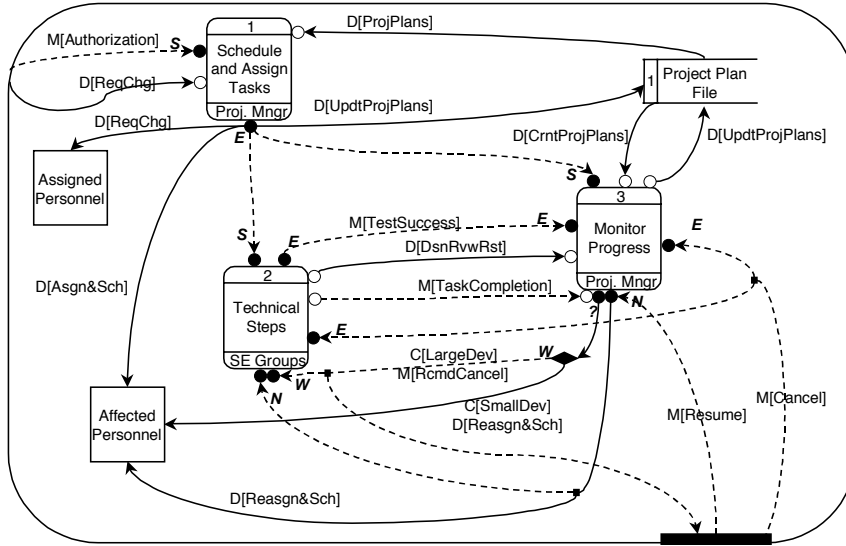 D[ProjPlans]
1
M[Authorization]
S
Schedule
and Assign
Tasks
D[ReqChg]
1
Project Plan
File
Proj. Mngr
D[UpdtProjPlans]
D[ReqChg]
E
D[CrntProjPlans]
D[UpdtProjPlans]
Assigned
Personnel
S
3
M[TestSuccess]
E
Monitor
Progress
E
S
E
D[DsnRvwRst]
2
Proj. Mngr
D[Asgn&Sch]
M[TaskCompletion]
N
?
Technical
Steps
E
SE Groups
C[LargeDev]
W
M[RcmdCancel]
W
N
M[Cancel]
Affected
Personnel
C[SmallDev]
D[Reasgn&Sch]
M[Resume]
D[Reasgn&Sch]